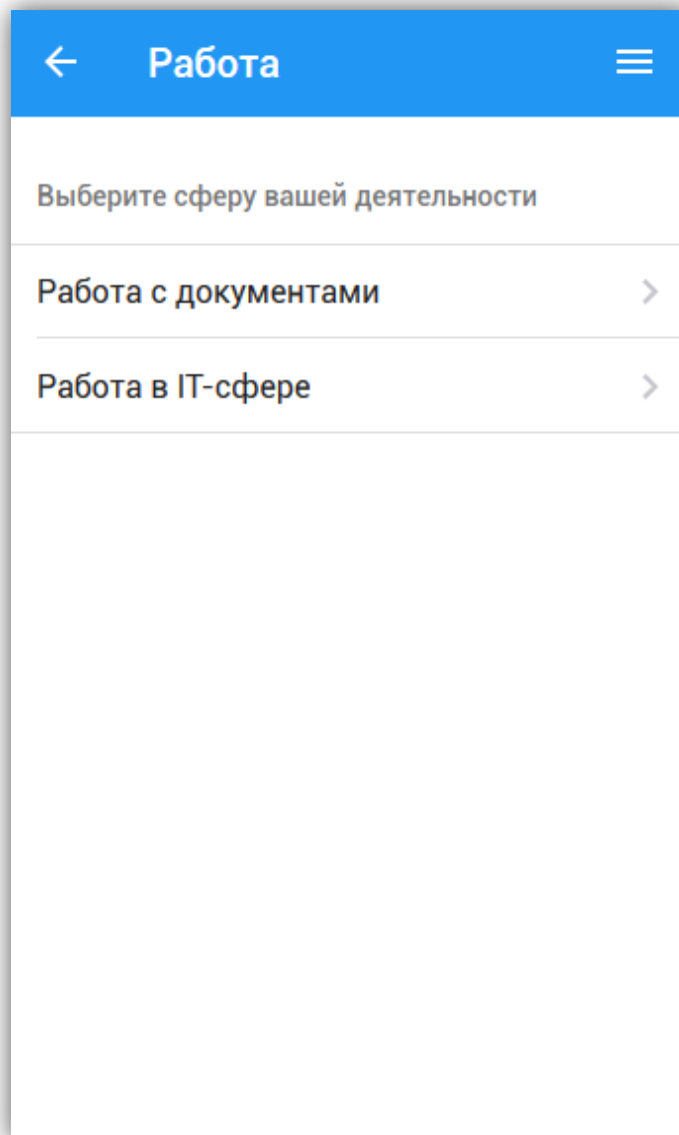 Работа
Выберите сферу вашей деятельности
Работа с документами
Работа в IT-сфере